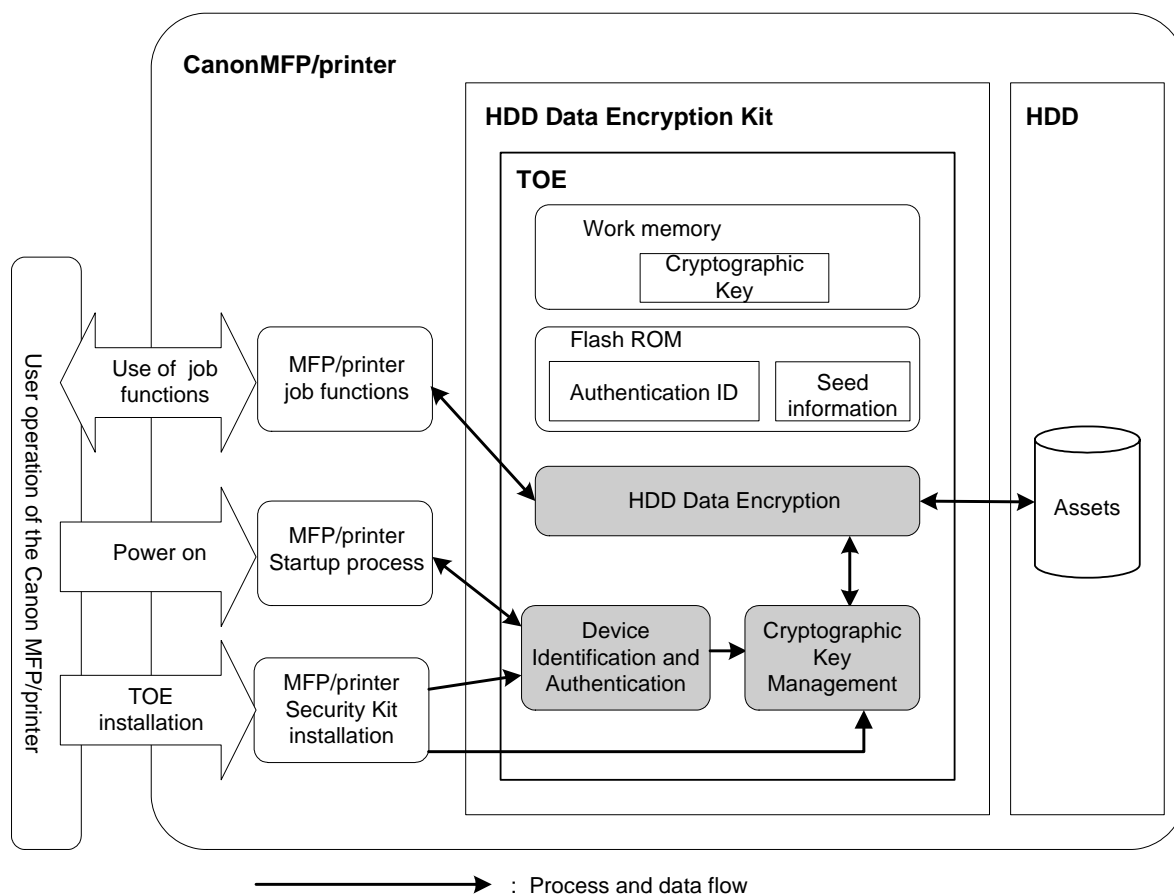 CanonMFP/printer
HDD Data Encryption Kit
HDD
TOE
Work memory
Cryptographic
Key
Flash ROM
Authentication ID
Seed
information
User operation of the Canon MFP/printer
Use of job
functions
MFP/printer
job functions
HDD Data Encryption
Assets
Power on
MFP/printer
Startup process
Device
Identification and
Authentication
Cryptographic
Key
Management
TOE
installation
MFP/printer
Security Kit
installation
: Process and data flow